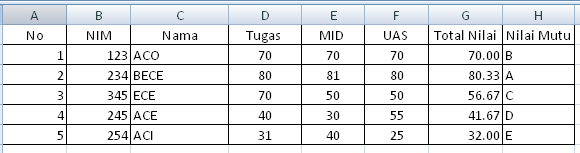 A B C D E F G H
No NIM Nama Tugas MID UAS Total Nilai Nilai Mutu
1 123 ACO 70 70 70 70.00 B
2 234 BECE 80 81 80 80.33 A
3 345 ECE 70 50 50 56.67 C
4 245 ACE 40 30 55 41.67 D
5 254 ACI 31 40 25 32.00 E